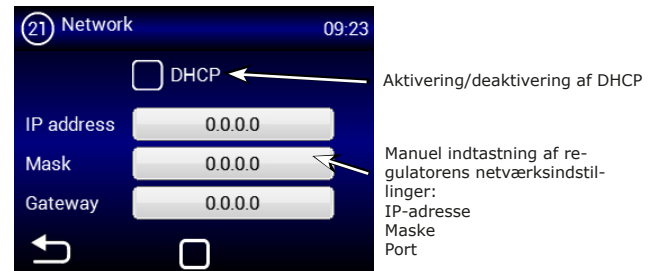 21 Network 09:23
DHCP
Aktivering/deaktivering af DHCP
IP address 0.0.0.0
Mask 0.0.0.0
Gateway 0.0.0.0
Manuel indtastning af re-
gulatorens netværksindstil-
linger:
IP-adresse
Maske
Port